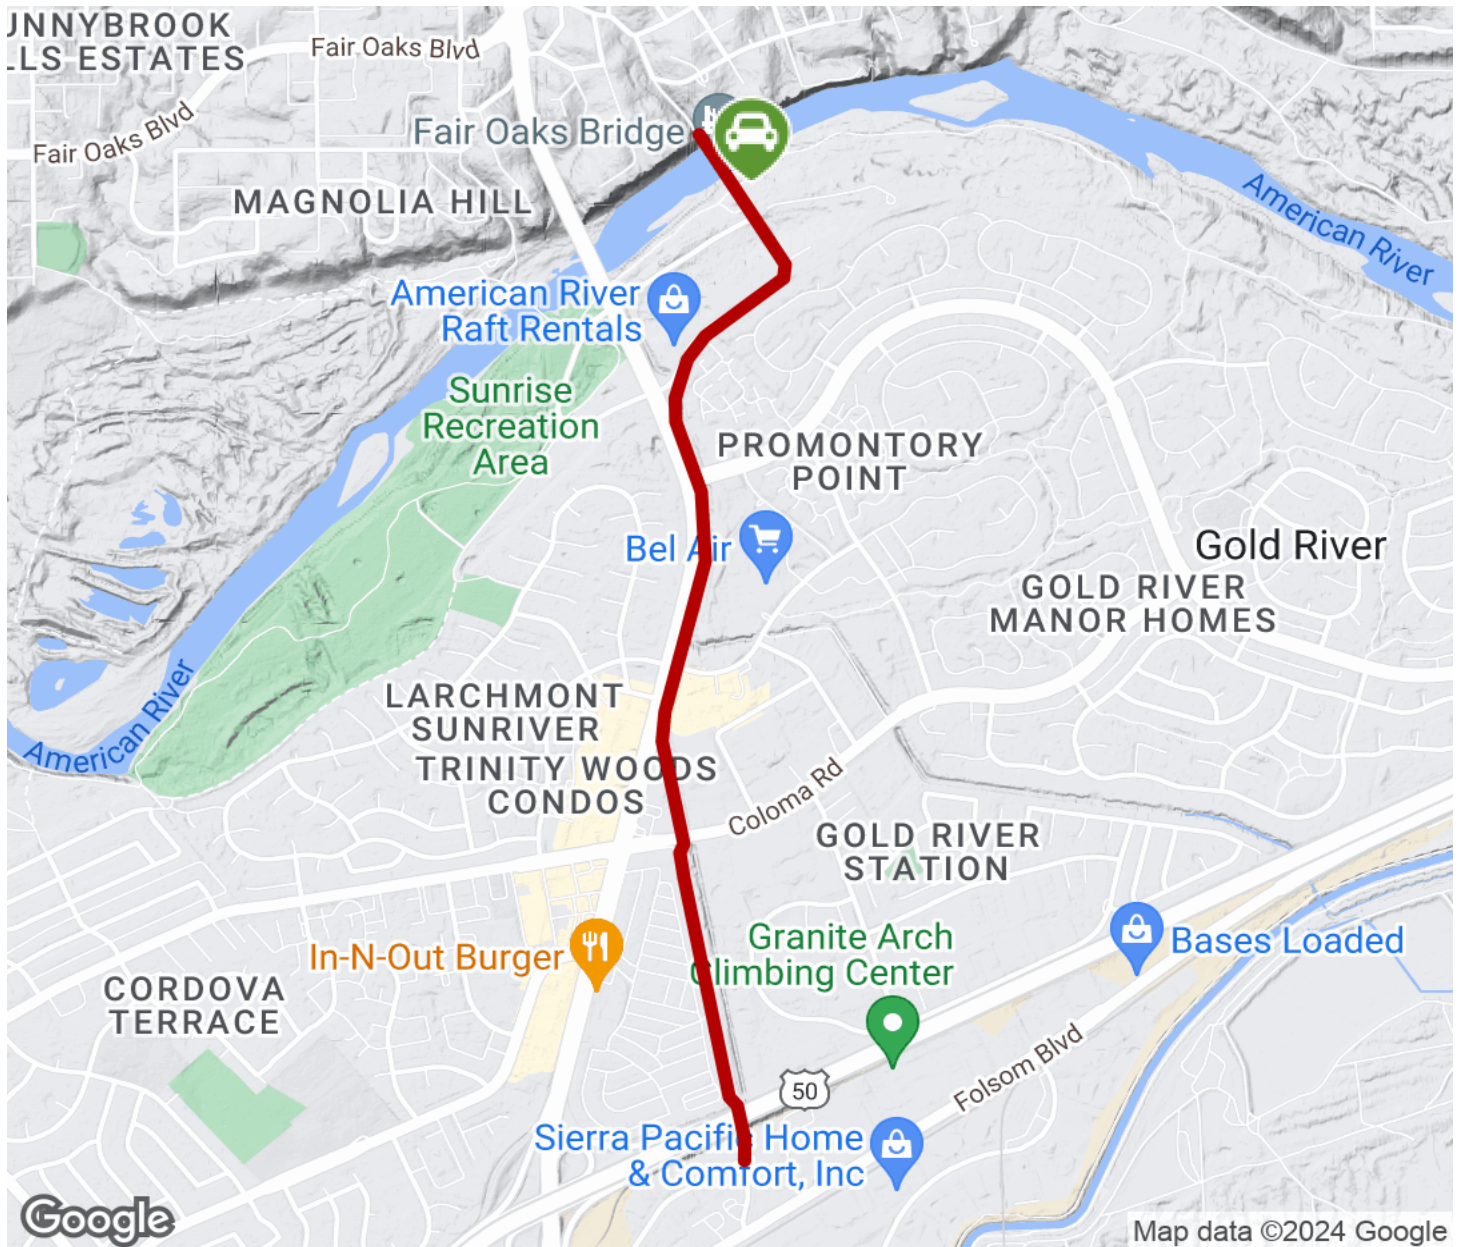 UNNYBROOK
LLS ESTATES
Fair Oaks Blvd
Fair Oaks Blvd
Fair Oaks Bridge
MAGNOLIA HILL
American River
American River
Raft Rentals
Sunrise
Recreation
Area
PROMONTORY
POINT
Bel Air
Gold River
GOLD RIVER
MANOR HOMES
American River
LARCHMONT
SUNRIVER
TRINITY WOODS
CONDOS
Coloma Rd
GOLD RIVER
STATION
In-N-Out Burger
Granite Arch
Climbing Center
Bases Loaded
CORDOVA
TERRACE
50
Folsom Blvd
Sierra Pacific Home
& Comfort, Inc
Google
Map data ©2024 Google